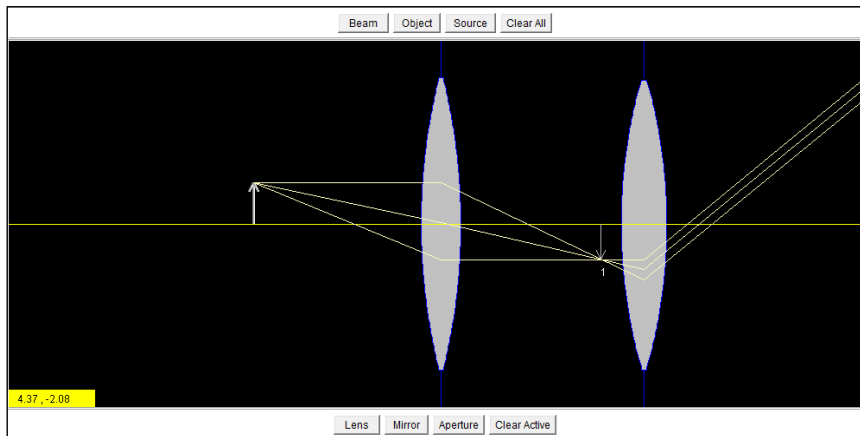 Beam Object Source Clear All
1
4.37 , -2.08
Lens Mirror Aperture Clear Active